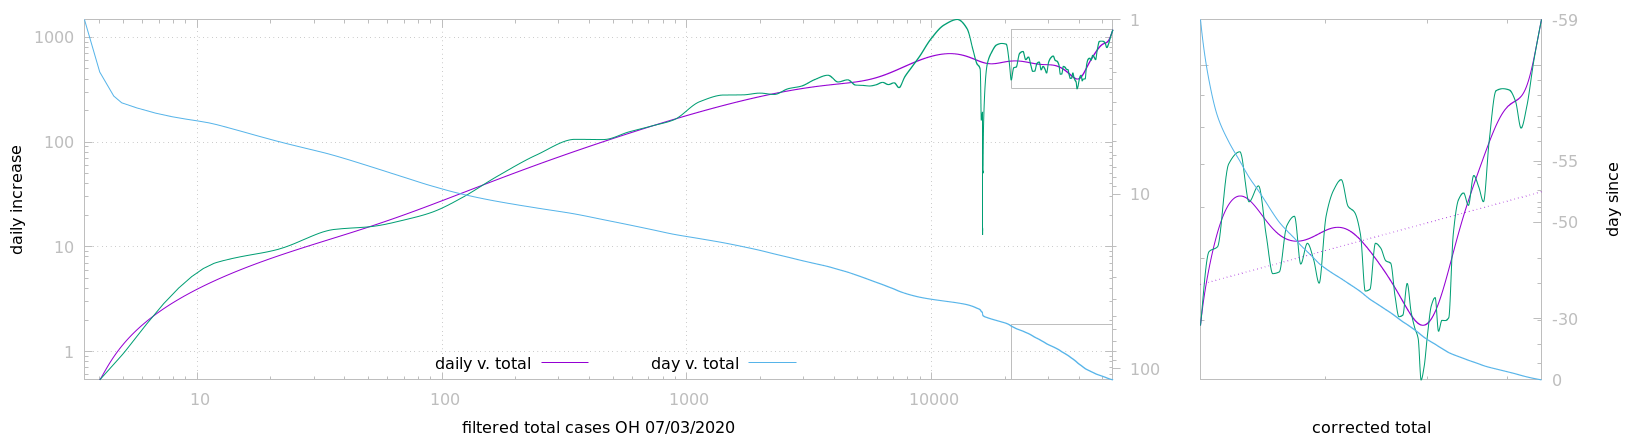 1000
100
10
1
daily increase
10
100
1000
10000
filtered total cases OH 07/03/2020
daily v. total
day v. total
1
10
100
-59
-55
-50
-30
0
day since
corrected total